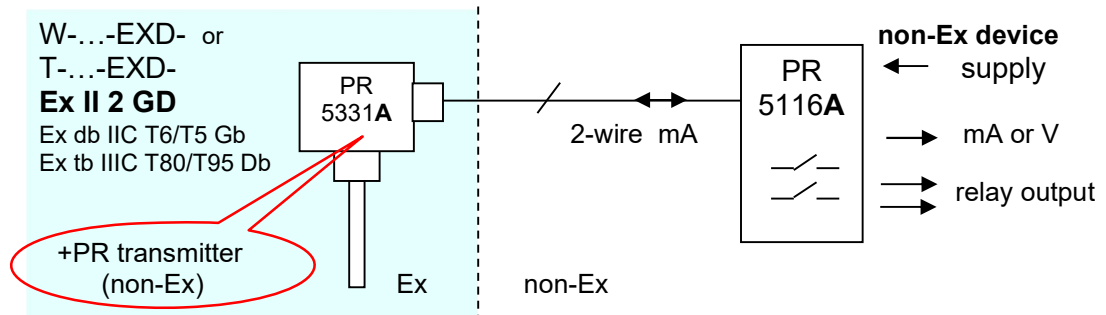 W-…-EXD- or
T-…-EXD-
Ex II 2 GD
Ex db IIC T6/T5 Gb
Ex tb IIIC T80/T95 Db
PR
5331A
+PR transmitter
(non-Ex)
Ex
non-Ex
2-wire mA
PR
5116A
non-Ex device
supply
mA or V
relay output